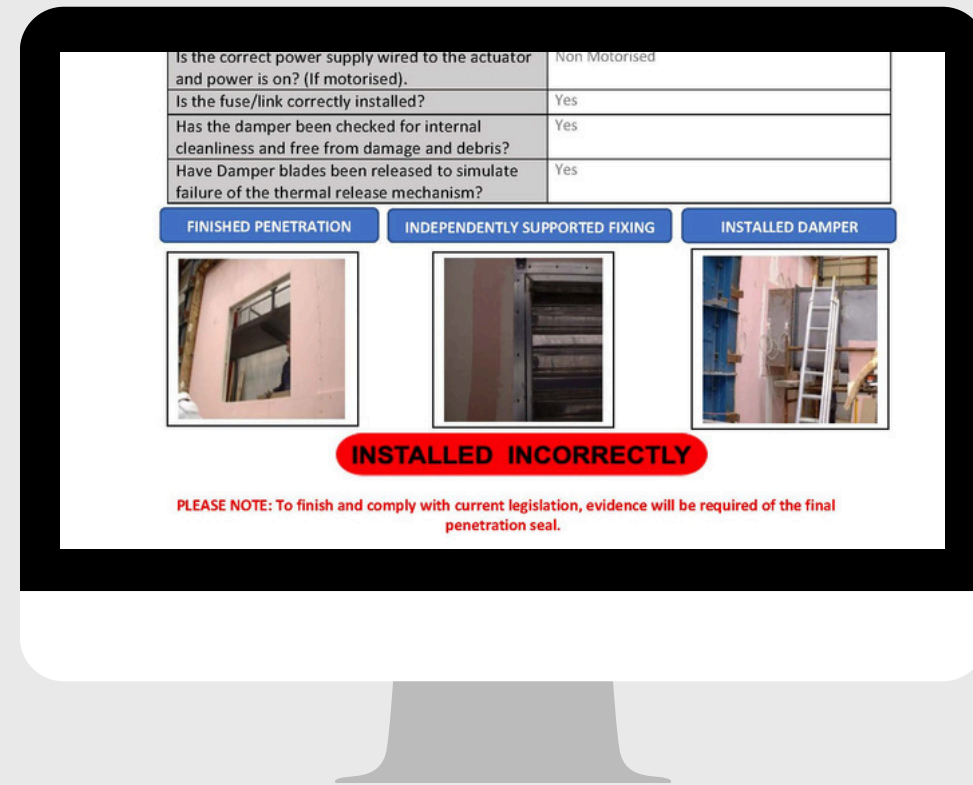 Is the correct power supply wired to the actuator
and power is on? (If motorised).
Non Motorised
Is the fuse/link correctly installed?
Yes
Has the damper been checked for internal
cleanliness and free from damage and debris?
Yes
Have Damper blades been released to simulate
failure of the thermal release mechanism?
Yes
FINISHED PENETRATION
INDEPENDENTLY SUPPORTED FIXING
INSTALLED DAMPER
INSTALLED INCORRECTLY
PLEASE NOTE: To finish and comply with current legislation, evidence will be required of the final
penetration seal.